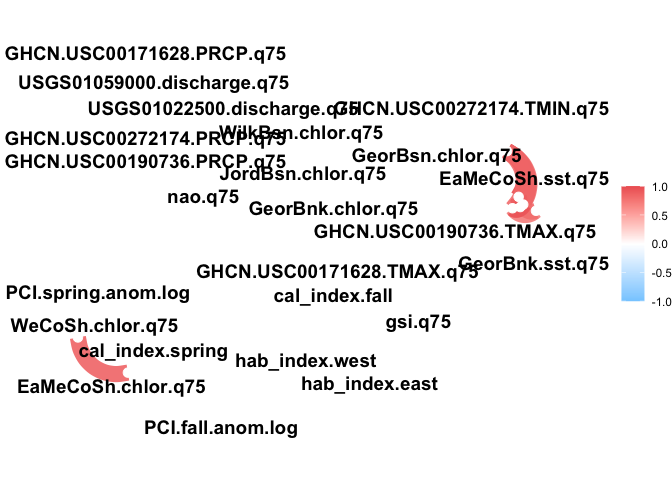 GHCN.USC00171628.PRCP.q75
USGS01059000.discharge.q75
USGS01022500.discharge.q75
GHCN.USC00272174.TMIN.q75
WilkBsn.chlor.q75
GHCN.USC00272174.PRCP.q75
GeorBsn.chlor.q75
GHCN.USC00190736.PRCP.q75
JordBsn.chlor.q75
EaMeCoSh.sst.q75
nao.q75
GeorBnk.chlor.q75
GHCN.USC00190736.TMAX.q75
GHCN.USC00171628.TMAX.q75
GeorBnk.sst.q75
PCI.spring.anom.log
cal_index.fall
WeCoSh.chlor.q75
gsi.q75
cal_index.spring
hab_index.west
EaMeCoSh.chlor.q75
hab_index.east
PCI.fall.anom.log
1.0
0.5
0.0
-0.5
-1.0